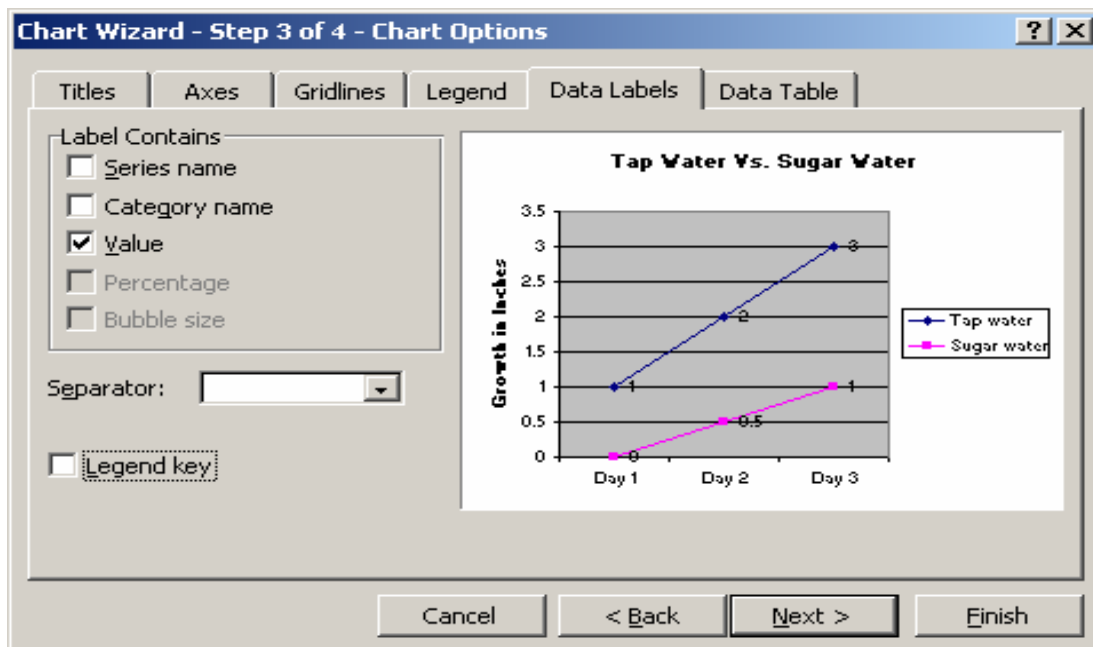 Chart Wizard - Step 3 of 4 - Chart Options
Titles Axes Gridlines Legend Data Labels Data Table
Label Contains
Series name
Category name
Value
Percentage
Bubble size
Separator:
Legend key
Tap Water Vs. Sugar Water
Growth in Inches
3.5
3
2.5
2
1.5
1
0.5
0
3
2
1
1
0.5
0
Day 1 Day 2 Day 3
Tap water
Sugar water
Cancel < Back Next > Finish